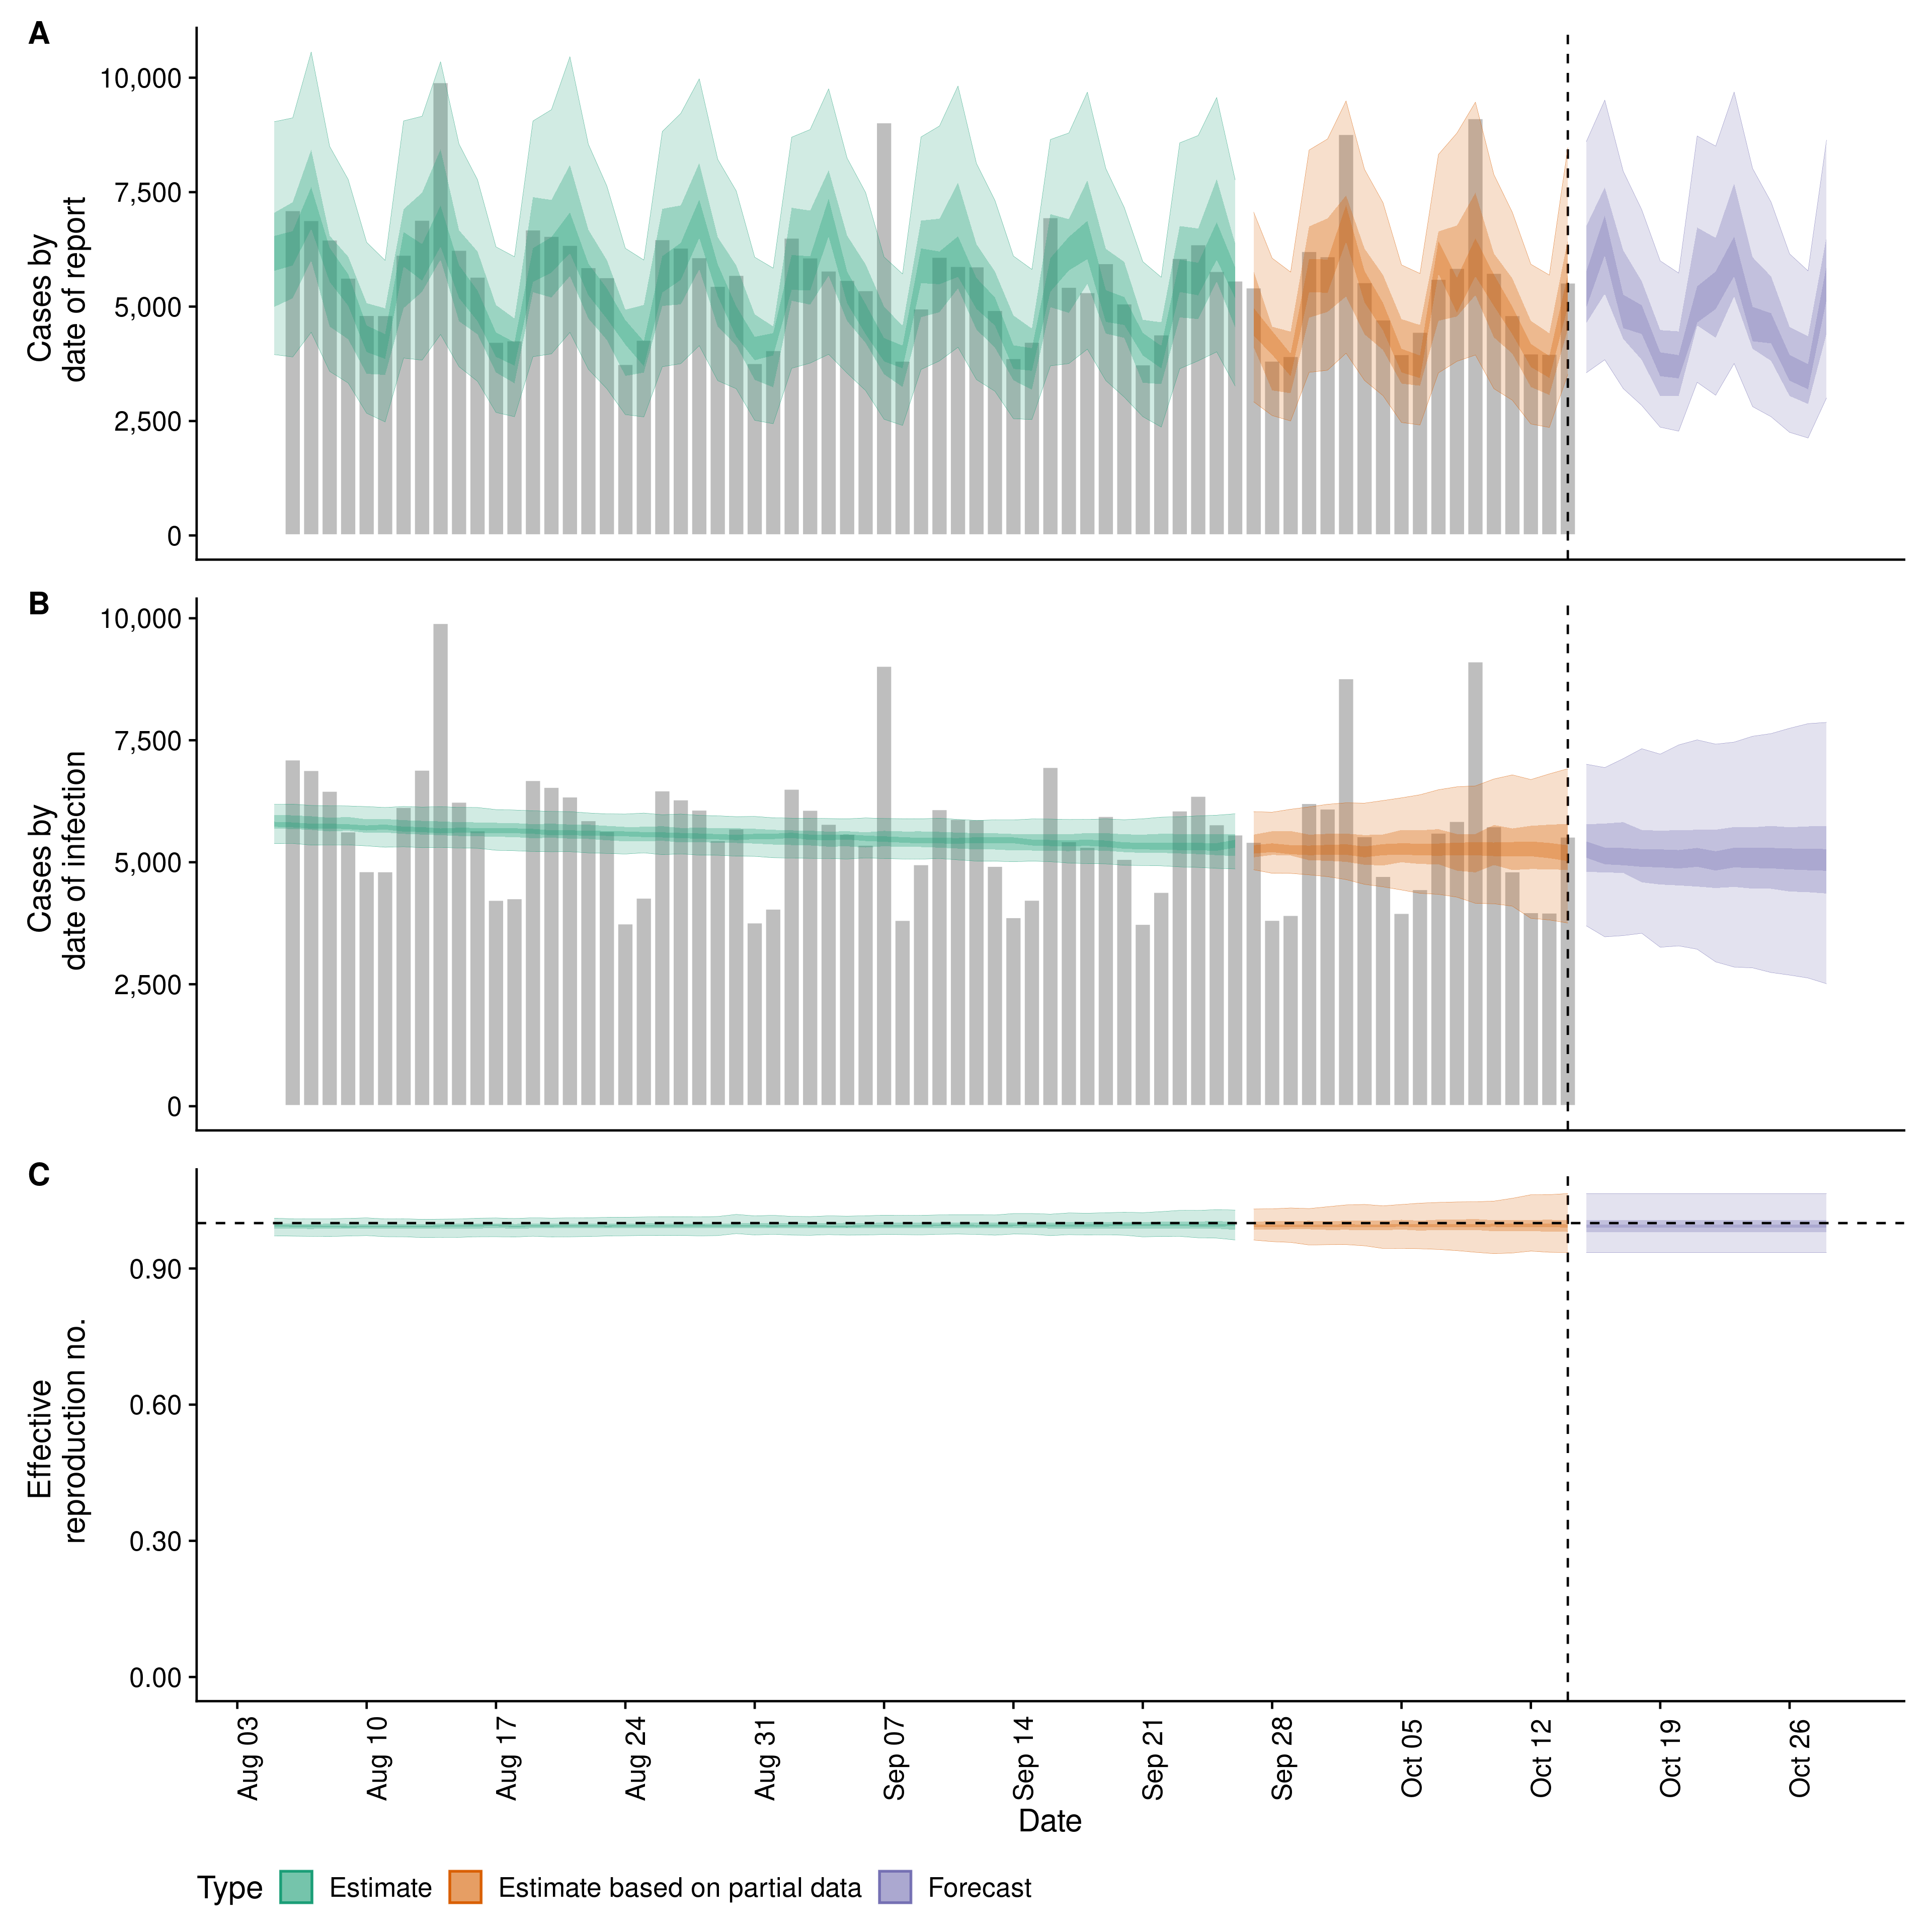 A
Cases by
date of report
10,000
7,500
5,000
2,500
0
B
Cases by
date of infection
10,000
7,500
5,000
2,500
0
C
Effective
reproduction no.
0.90
0.60
0.30
0.00
Aug 03
Aug 10
Aug 17
Aug 24
Aug 31
Sep 07
Sep 14
Sep 21
Sep 28
Oct 05
Oct 12
Oct 19
Oct 26
Date
Type
Estimate
Estimate based on partial data
Forecast